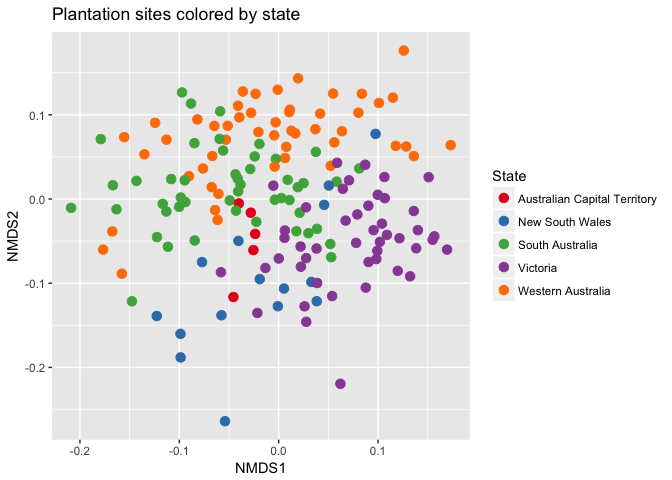 Plantation sites colored by state
NMDS2
0.1
0.0
-0.1
-0.2
-0.2
-0.1
0.0
0.1
NMDS1
State
Australian Capital Territory
New South Wales
South Australia
Victoria
Western Australia